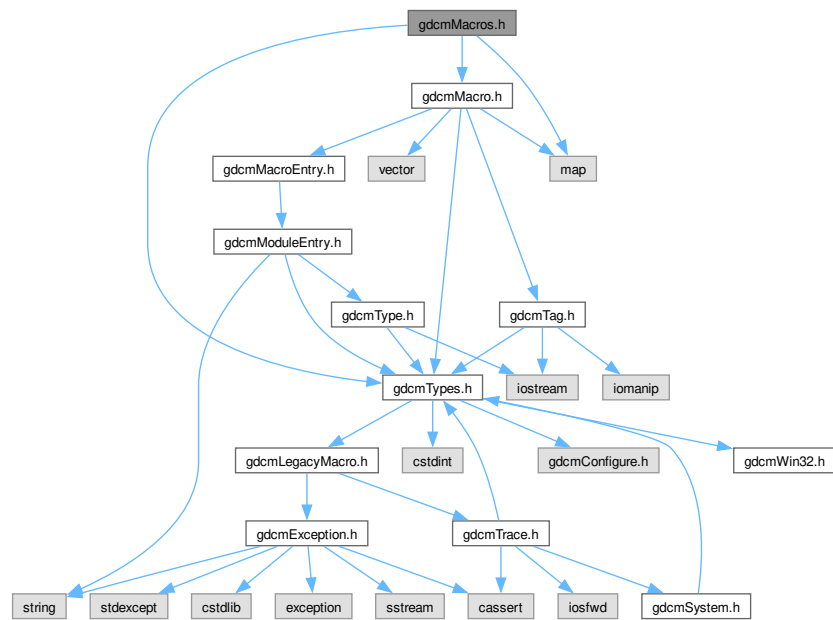 gdcmMacros.h
gdcmMacro.h
gdcmMacroEntry.h
vector
map
gdcmModuleEntry.h
gdcmType.h
gdcmTag.h
gdcmTypes.h
iostream
iomanip
gdcmLegacyMacro.h
cstdint
gdcmConfigure.h
gdcmWin32.h
gdcmException.h
gdcmTrace.h
string
stdexcept
cstdlib
exception
sstream
cassert
iosfwd
gdcmSystem.h